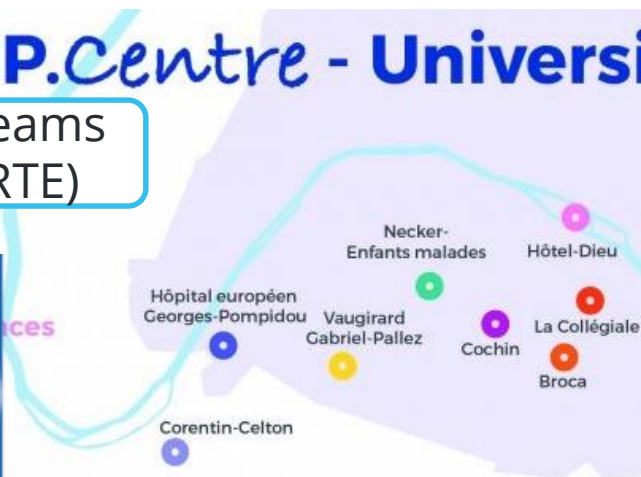 P.Centre - Universi
eams
RTE)
Necker-
Enfants malades
Hôtel-Dieu
Hôpital européen
Georges-Pompidou
Vaugirard
Gabriel-Pallez
La Collégiale
Cochin
Broca
ces
Corentin-Celton